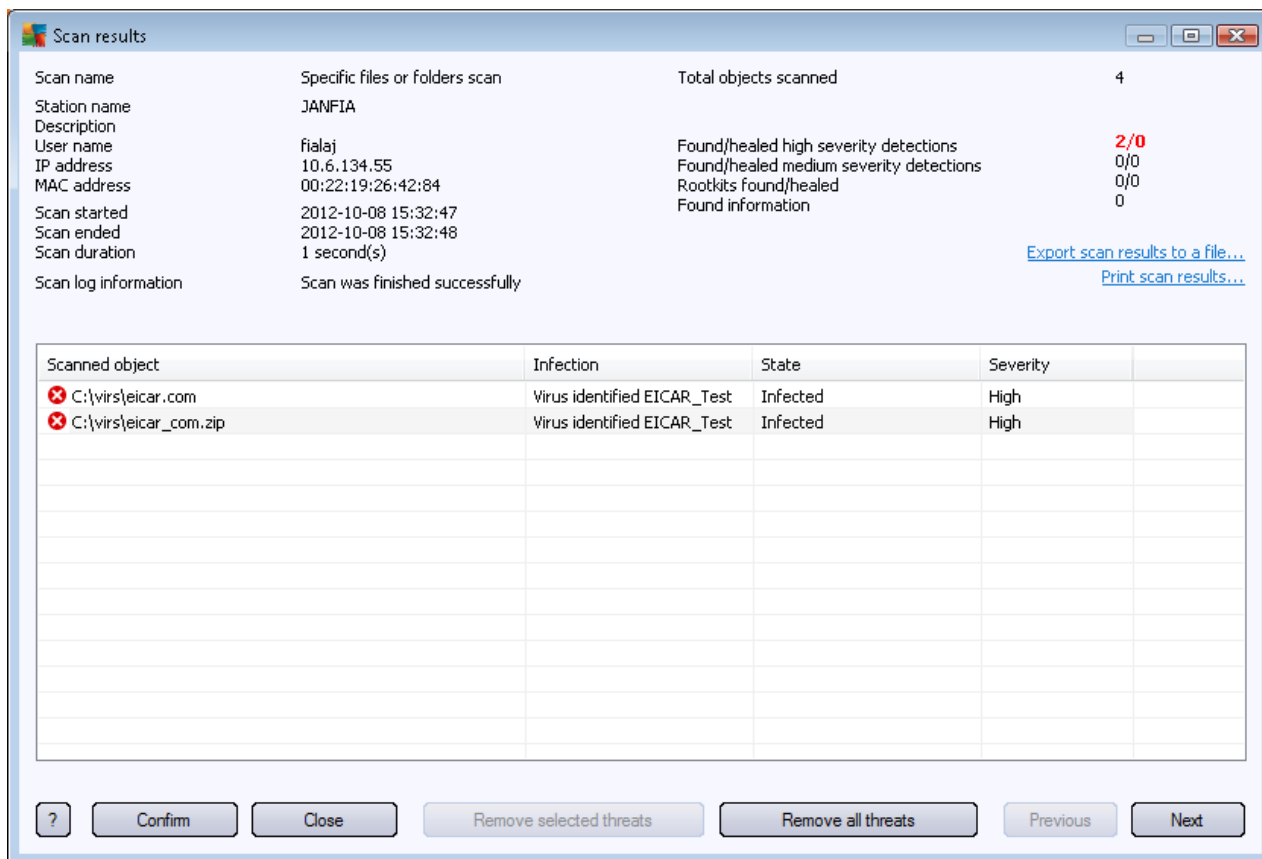 Scan results
Scan name Specific files or folders scan Total objects scanned 4
Station name JANFIA
Description
User name fialaj Found/healed high severity detections 2/0
IP address 10.6.134.55 Found/healed medium severity detections 0/0
MAC address 00:22:19:26:42:84 Rootkits found/healed 0/0
Scan started 2012-10-08 15:32:47 Found information 0
Scan ended 2012-10-08 15:32:48
Scan duration 1 second(s) Export scan results to a file...
Scan log information Scan was finished successfully Print scan results...
Scanned object Infection State Severity
C:\virs\eicar.com Virus identified EICAR_Test Infected High
C:\virs\eicar_com.zip Virus identified EICAR_Test Infected High
? Confirm Close Remove selected threats Remove all threats Previous Next